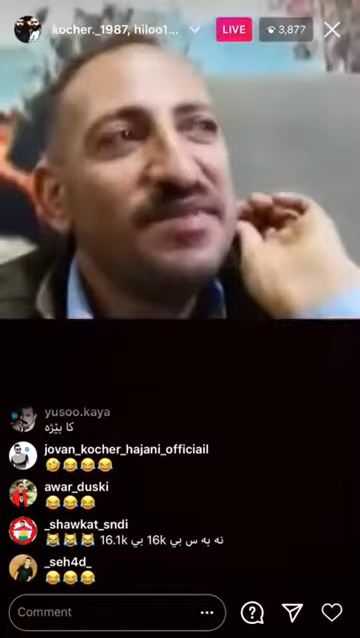 kocher._1987, hiloo1...
LIVE
3,877
yusoo.kaya
کا بێژە
jovan_kocher_hajani_officiail
🤣😂😂😂
awar_duski
😂😂😂
_shawkat_sndi
😹😹😹 16.1k نه به س بي 16k بي
_seh4d_
😂😂😂
Comment